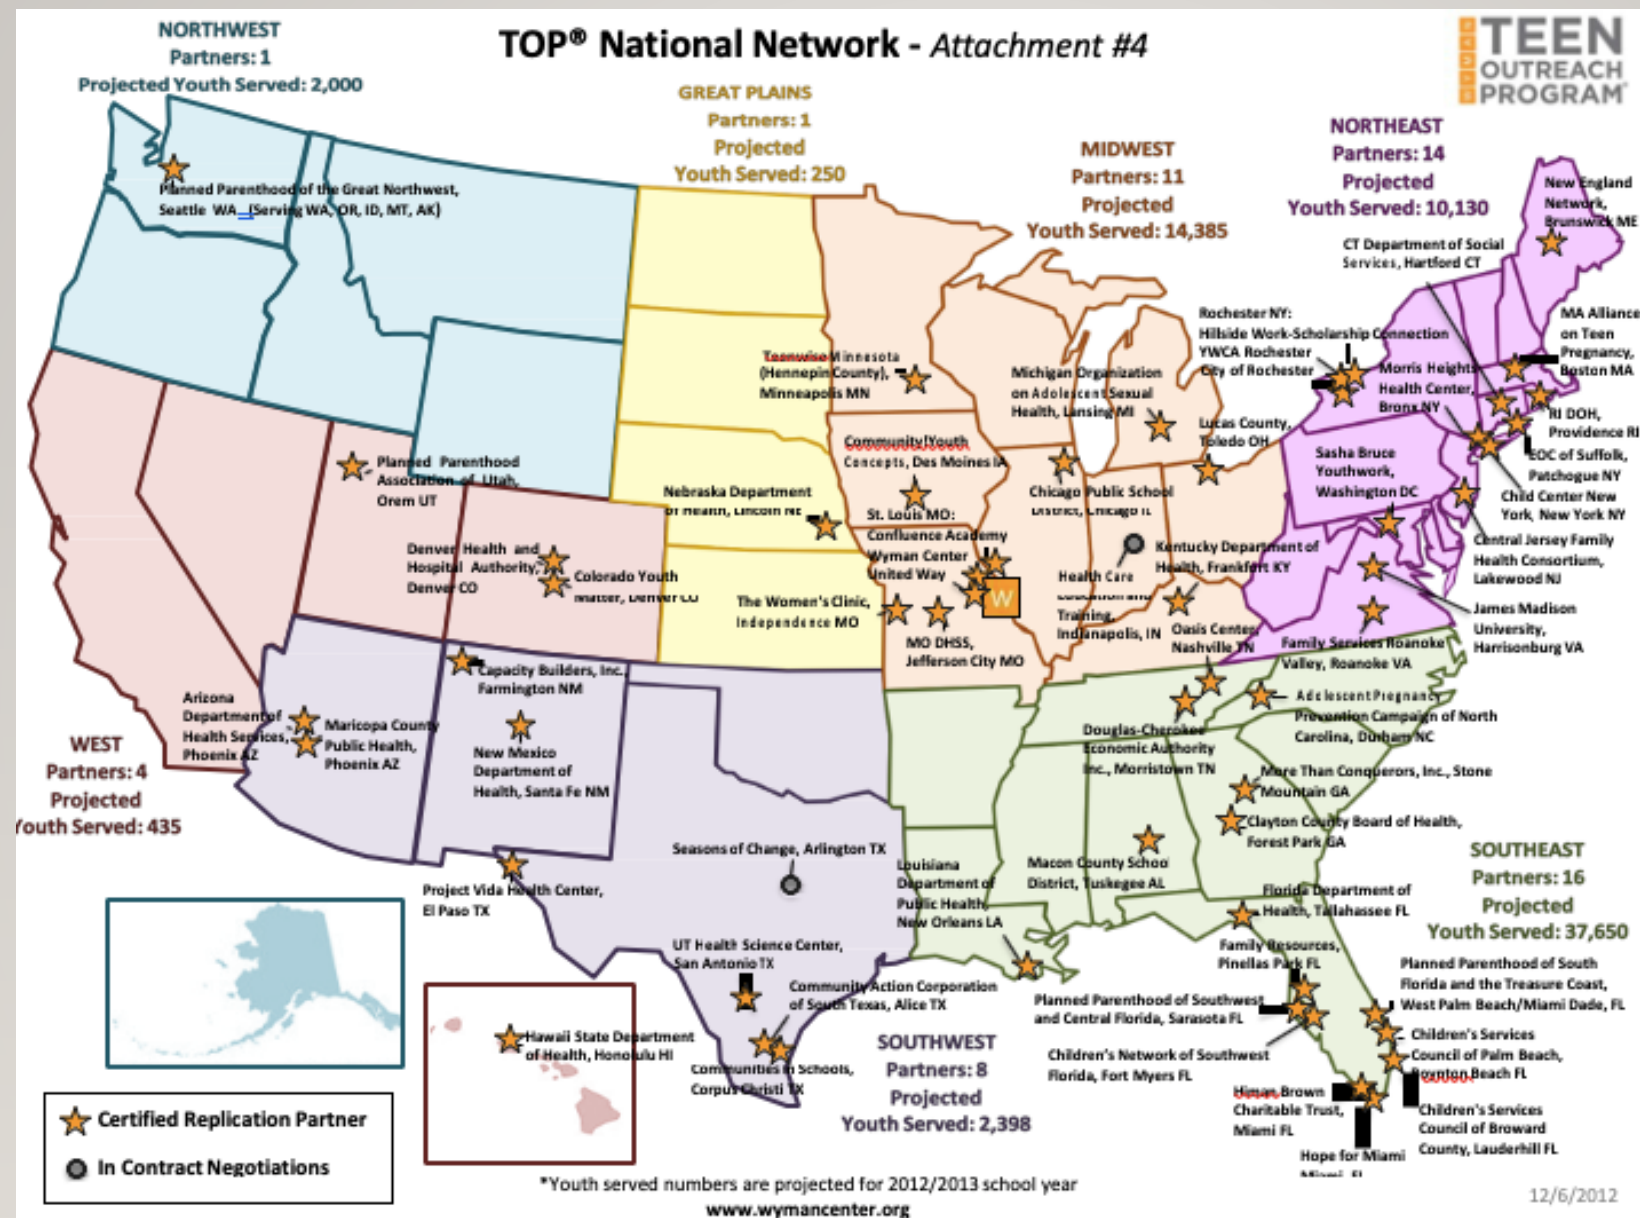 TOP® National Network - Attachment #4
TEEN
OUTREACH
PROGRAM
NORTHWEST
Partners: 1
Projected Youth Served: 2,000
GREAT PLAINS
Partners: 1
Projected
Youth Served: 250
MIDWEST
Partners: 11
Projected
Youth Served: 14,385
NORTHEAST
Partners: 14
Projected
Youth Served: 10,130
Planned Parenthood of the Great Northwest,
Seattle WA (Serving WA, OR, ID, MT, AK)
New England
Network,
Brunswick ME
CT Department of Social
Services, Hartford CT
Rochester NY:
Hillside Work-Scholarship Connection
YWCA Rochester
City of Rochester
MA Alliance
on Teen
Pregnancy,
Boston MA
Morris Heights
Health Center,
Bronx NY
Teenwise Minnesota
(Hennepin County),
Minneapolis MN
Michigan Organization
on Adolescent Sexual
Health, Lansing MI
Lucas County,
Toledo OH
RI DOH,
Providence RI
EOC of Suffolk,
Patchogue NY
Child Center New
York, New York NY
Central Jersey Family
Health Consortium,
Lakewood NJ
James Madison
University,
Harrisonburg VA
Sasha Bruce
Youthwork,
Washington DC
Community!Youth
Concepts, Des Moines IA
Planned Parenthood
Association of Utah,
Orem UT
Nebraska Department
of Health, Lincoln NE
Chicago Public School
District, Chicago IL
St. Louis MO:
Confluence Academy
Wyman Center
United Way
W
Kentucky Department of
Health, Frankfort KY
Health Care
Education and
Training,
Indianapolis, IN
Denver Health and
Hospital Authority,
Denver CO
Colorado Youth
Matter, Denver CO
The Women's Clinic,
Independence MO
MO DHSS,
Jefferson City MO
Oasis Center,
Nashville TN
Family Services Roanoke
Valley, Roanoke VA
Capacity Builders, Inc.,
Farmington NM
Adolescent Pregnancy
Prevention Campaign of North
Carolina, Durham NC
Arizona
Department of
Health Services,
Phoenix AZ
Maricopa County
Public Health,
Phoenix AZ
New Mexico
Department of
Health, Santa Fe NM
Douglas-Cherokee
Economic Authority
Inc., Morristown TN
WEST
Partners: 4
Projected
Youth Served: 435
More Than Conquerors, Inc., Stone
Mountain GA
Clayton County Board of Health,
Forest Park GA
Seasons of Change, Arlington TX
Louisiana
Department of
Public Health,
New Orleans LA
Macon County School
District, Tuskegee AL
SOUTHEAST
Partners: 16
Projected
Youth Served: 37,650
Project Vida Health Center,
El Paso TX
Florida Department of
Health, Tallahassee FL
UT Health Science Center,
San Antonio TX
Family Resources,
Pinellas Park FL
Planned Parenthood of South
Florida and the Treasure Coast,
West Palm Beach/Miami Dade, FL
Community Action Corporation
of South Texas, Alice TX
Planned Parenthood of Southwest
and Central Florida, Sarasota FL
Hawaii State Department
of Health, Honolulu HI
Children's Services
Council of Palm Beach,
Boynton Beach FL
Communities In Schools,
Corpus Christi TX
SOUTHWEST
Partners: 8
Projected
Youth Served: 2,398
Children's Network of Southwest
Florida, Fort Myers FL
Himan Brown
Charitable Trust,
Miami FL
Children's Services
Council of Broward
County, Lauderhill FL
Hope for Miami
Miami, FL
Certified Replication Partner
In Contract Negotiations
*Youth served numbers are projected for 2012/2013 school year
www.wymancenter.org
12/6/2012